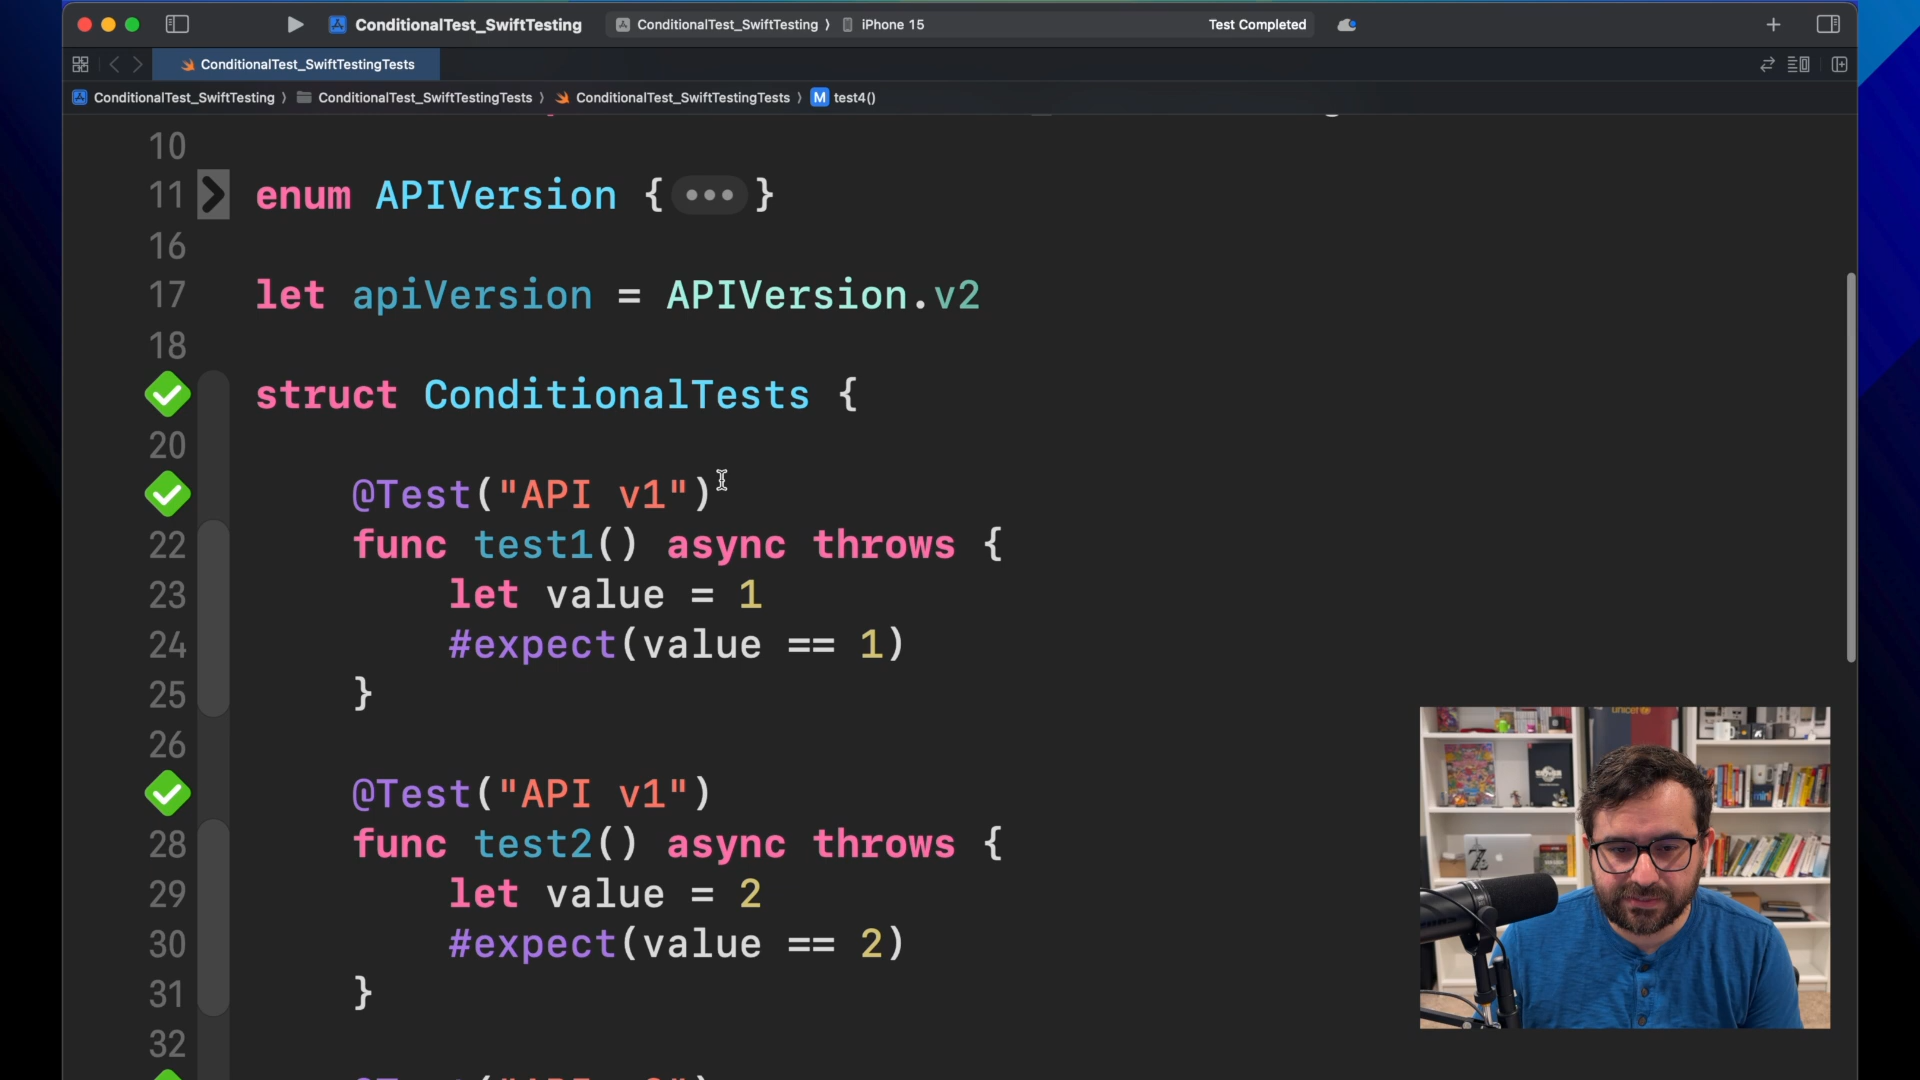 ConditionalTest_SwiftTesting
ConditionalTest_SwiftTesting 〉 iPhone 15
Test Completed
ConditionalTest_SwiftTestingTests
ConditionalTest_SwiftTesting 〉 ConditionalTest_SwiftTestingTests 〉 ConditionalTest_SwiftTestingTests 〉 M test4()
10
11 enum APIVersion { ••• }
16
17 let apiVersion = APIVersion.v2
18
struct ConditionalTests {
20
@Test("API v1")
22 func test1() async throws {
23 let value = 1
24 #expect(value == 1)
25 }
26
@Test("API v1")
28 func test2() async throws {
29 let value = 2
30 #expect(value == 2)
31 }
32
unicef